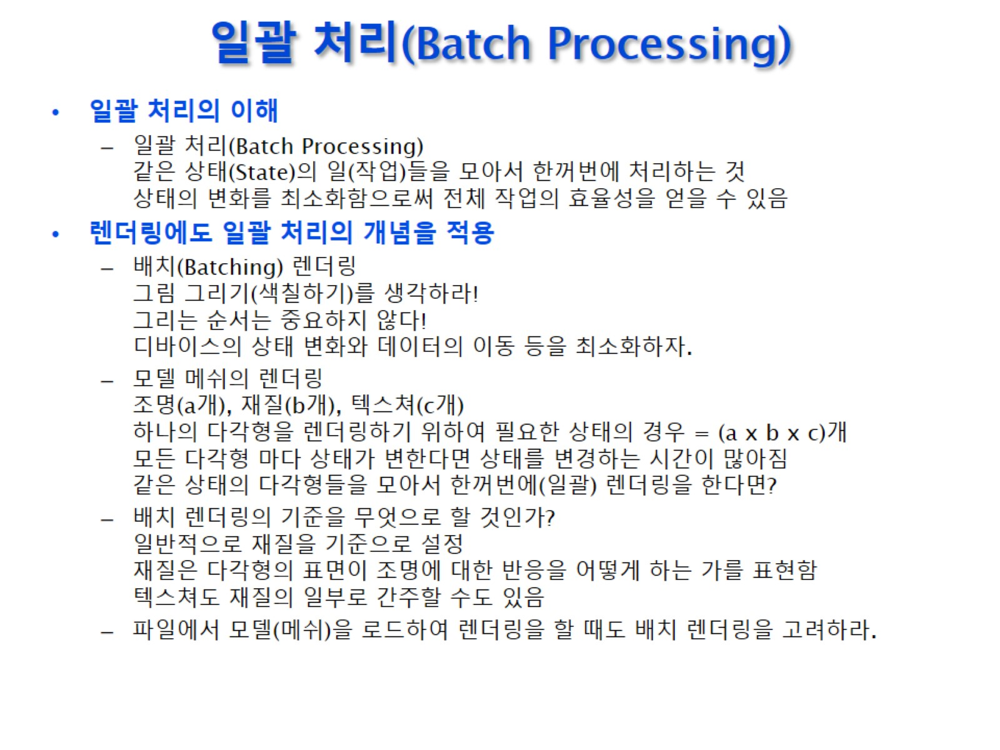 일괄 처리(Batch Processing)
• 일괄 처리의 이해
– 일괄 처리(Batch Processing)
같은 상태(State)의 일(작업)들을 모아서 한꺼번에 처리하는 것
상태의 변화를 최소화함으로써 전체 작업의 효율성을 얻을 수 있음
• 렌더링에도 일괄 처리의 개념을 적용
– 배치(Batching) 렌더링
그림 그리기(색칠하기)를 생각하라!
그리는 순서는 중요하지 않다!
디바이스의 상태 변화와 데이터의 이동 등을 최소화하자.
– 모델 메쉬의 렌더링
조명(a개), 재질(b개), 텍스쳐(c개)
하나의 다각형을 렌더링하기 위하여 필요한 상태의 경우 = (a x b x c)개
모든 다각형 마다 상태가 변한다면 상태를 변경하는 시간이 많아짐
같은 상태의 다각형들을 모아서 한꺼번에(일괄) 렌더링을 한다면?
– 배치 렌더링의 기준을 무엇으로 할 것인가?
일반적으로 재질을 기준으로 설정
재질은 다각형의 표면이 조명에 대한 반응을 어떻게 하는 가를 표현함
텍스쳐도 재질의 일부로 간주할 수도 있음
– 파일에서 모델(메쉬)을 로드하여 렌더링을 할 때도 배치 렌더링을 고려하라.